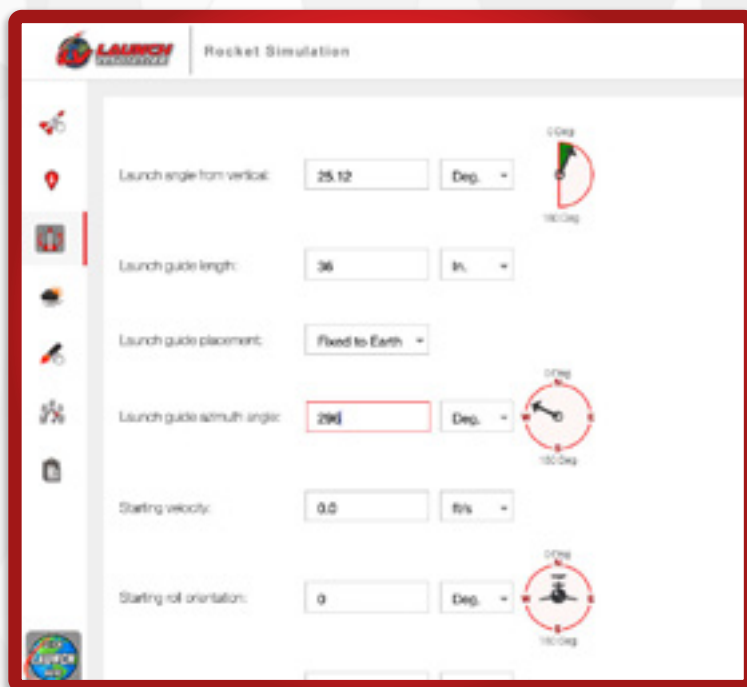 LAUNCH
Rocket Simulation
0 Deg
Launch angle from vertical:
25.12
Deg.
180 Deg
Launch guide length:
36
In.
Launch guide placement:
Fixed to Earth
0 Deg
N
Launch guide azimuth angle:
296
Deg.
W
S
180 Deg
Starting velocity:
0.0
ft/s
0 Deg
N
Starting roll orientation:
0
Deg.
W
S
180 Deg
LAUNCH